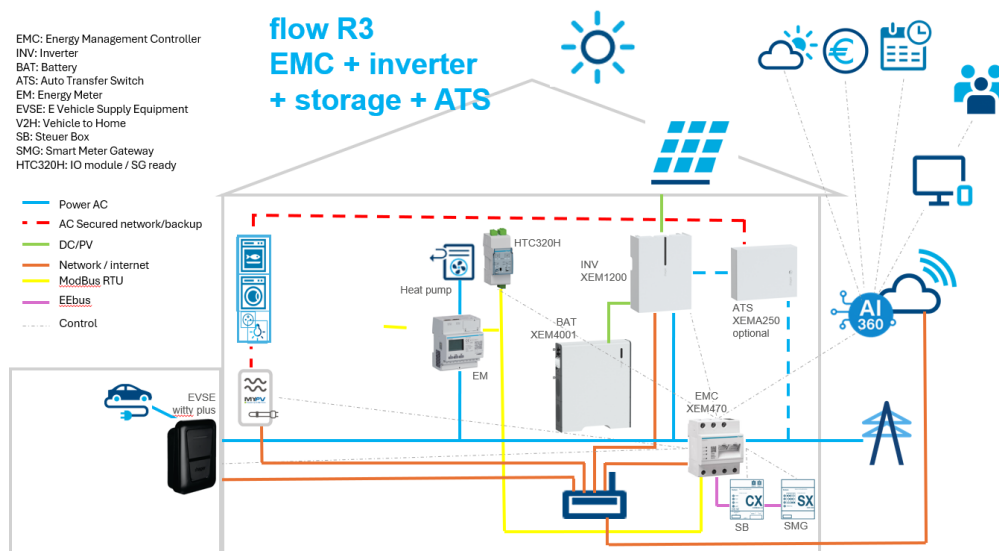 flow R3
EMC + inverter
+ storage + ATS
EMC: Energy Management Controller
INV: Inverter
BAT: Battery
ATS: Auto Transfer Switch
EM: Energy Meter
EVSE: E Vehicle Supply Equipment
V2H: Vehicle to Home
SB: Steuer Box
SMG: Smart Meter Gateway
HTC320H: IO module / SG ready
Power AC
AC Secured network/backup
DC/PV
Network / internet
ModBus RTU
EEbus
Control
HTC320H
Heat pump
INV
XEM1200
ATS
XEMA250
optional
BAT
XEM4001
EM
AI
360
EVSE
witty plus
MYPV
EMC
XEM470
CX
SX
SB
SMG